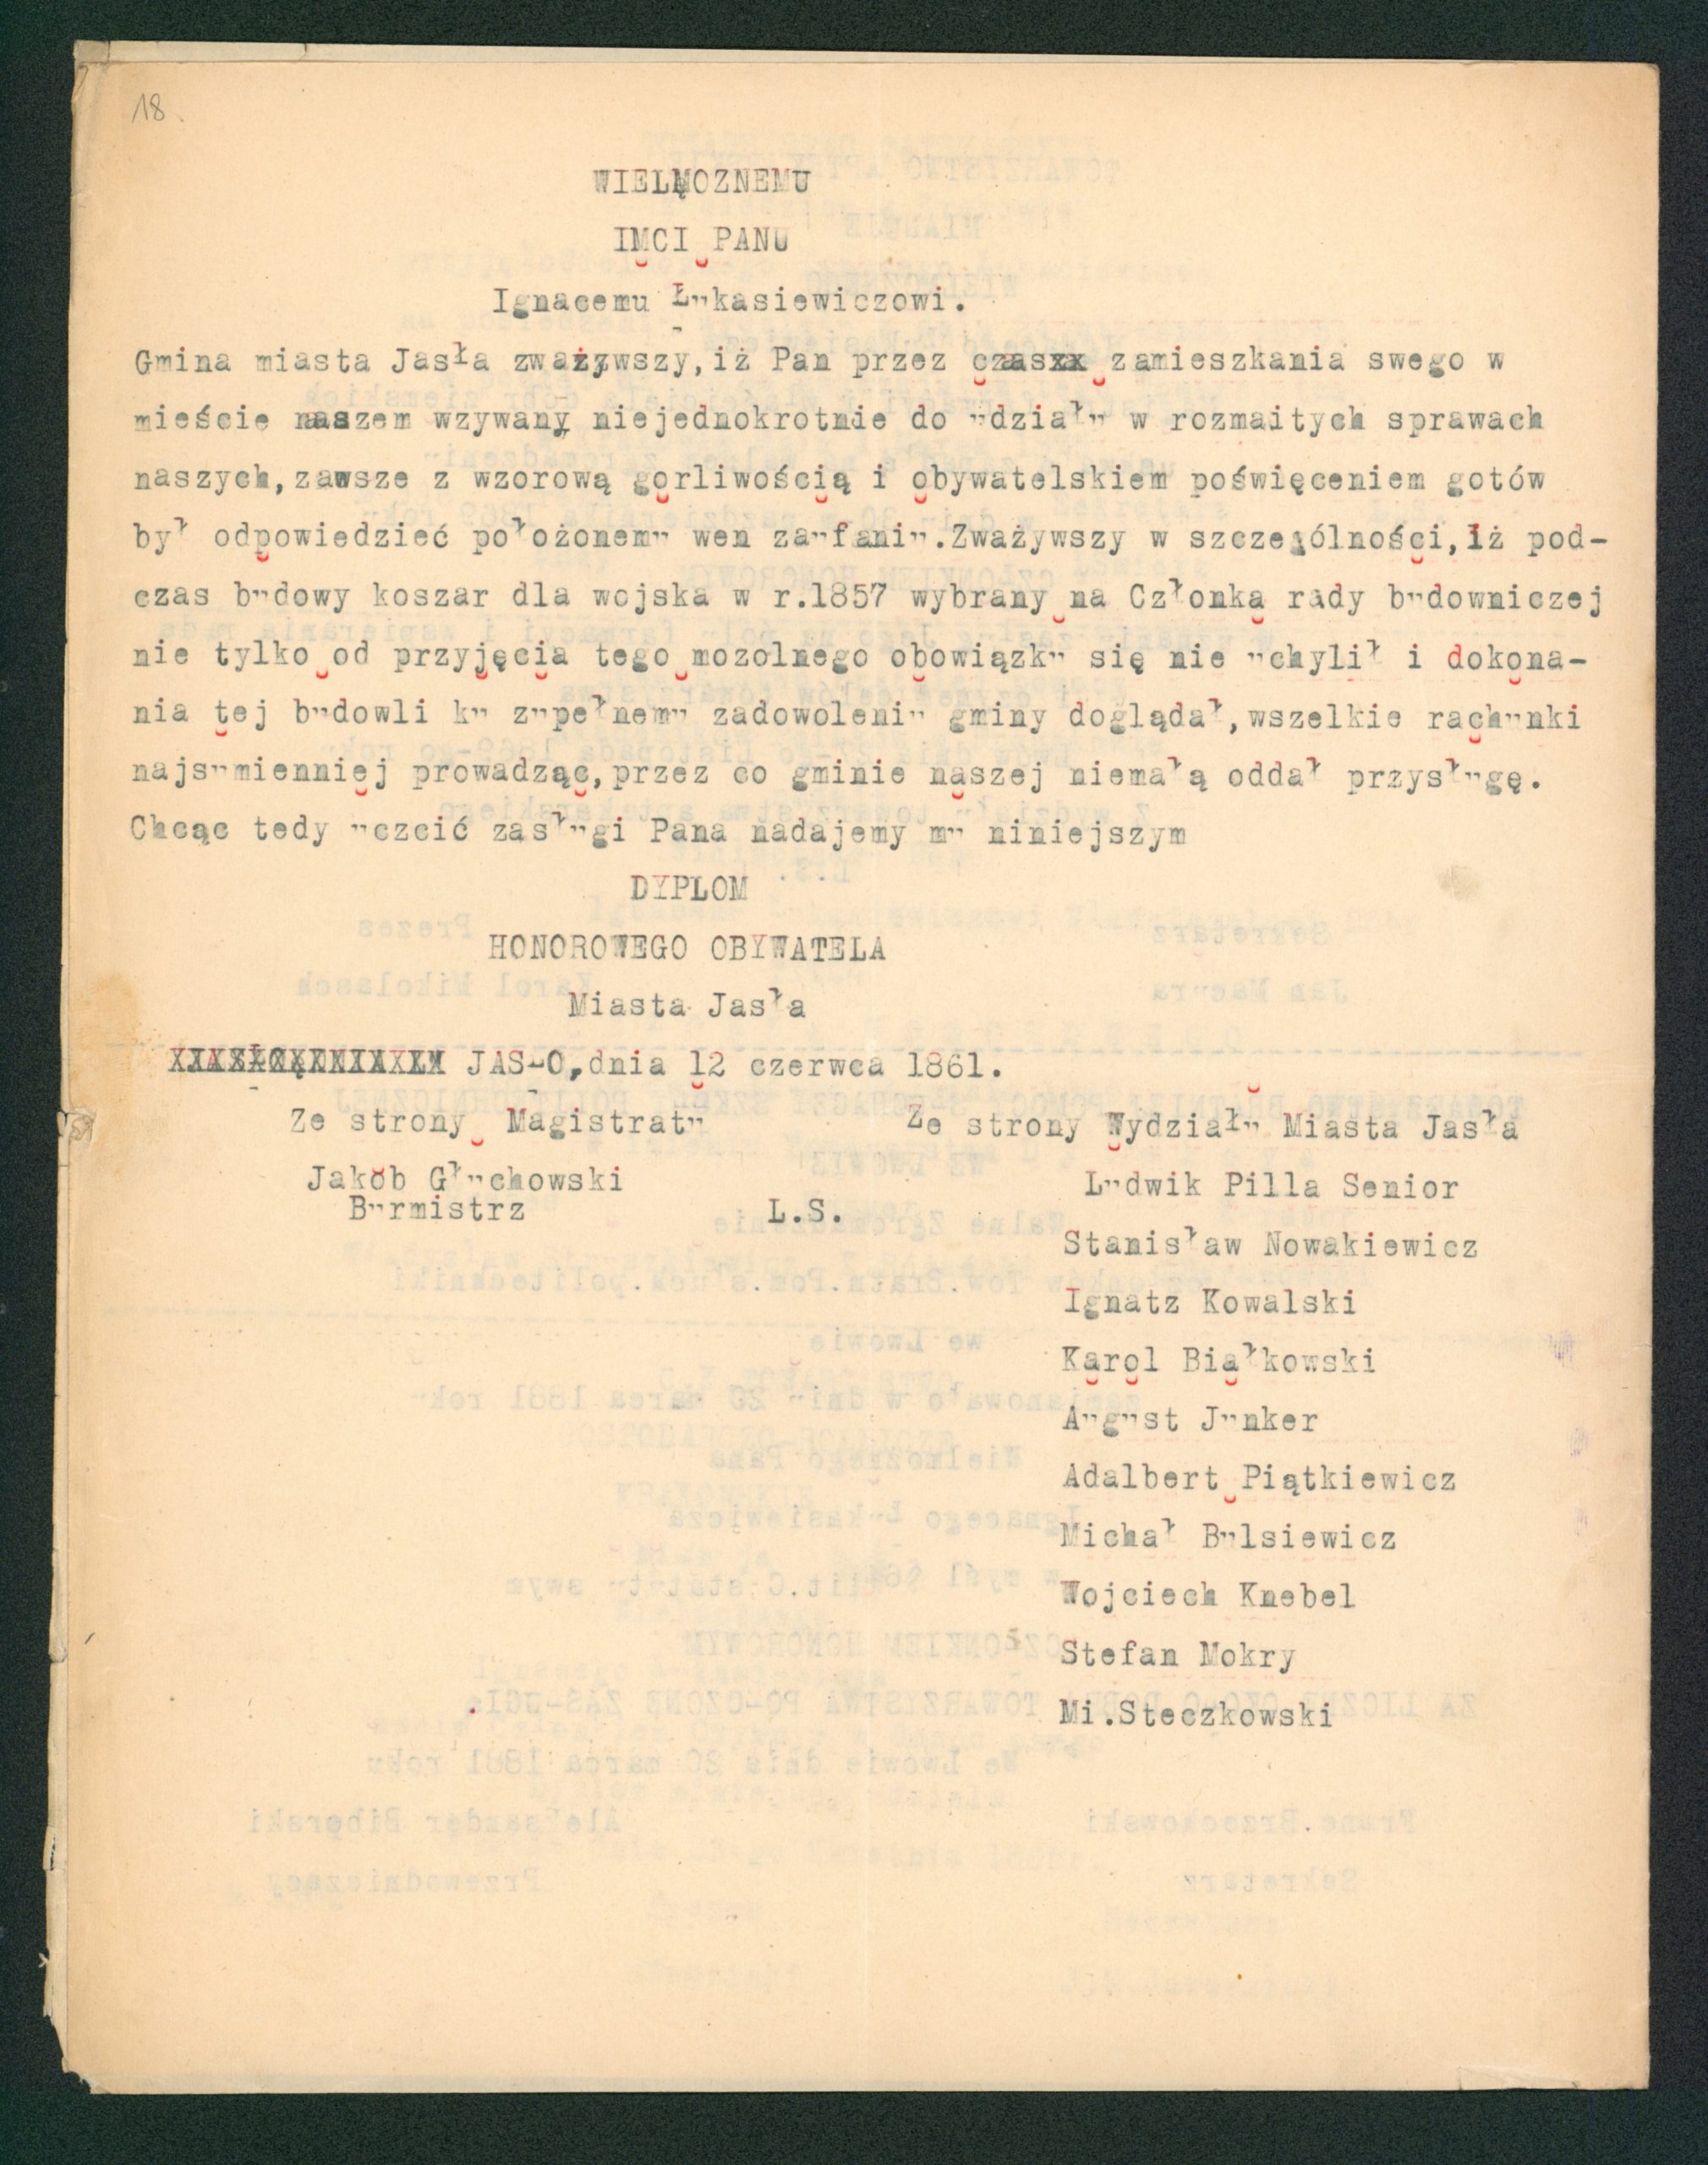 18
WIELMOZNEMU
IMCI PANU
Ignacemu Łukasiewiczowi.
Gmina miasta Jasła zważywszy,iż Pan przez czasxx zamieszkania swego w
mieście naszem wzywany niejednokrotnie do udziału w rozmaitych sprawach
naszych,zawsze z wzorową gorliwością i obywatelskiem poświęceniem gotów
był odpowiedzieć położonemu wen zaufaniu.Zważywszy w szczególności,iż pod-
czas budowy koszar dla wojska w r.1857 wybrany na Członka rady budowniczej
nie tylko od przyjęcia tego mozolnego obowiązku się nie uchylił i dokona-
nia tej budowli ku zupełnemu zadowoleniu gminy doglądał,wszelkie rachunki
najsumienniej prowadząc,przez co gminie naszej niemałą oddał przysługę.
Chcąc tedy uczcić zasługi Pana nadajemy mu niniejszym
DYPLOM
HONOROWEGO OBYWATELA
Miasta Jasła
JASŁO,dnia 12 czerwca 1861.
Ze strony Magistratu
Ze strony Wydziału Miasta Jasła
Jakób Głuchowski
Burmistrz
L.S.
Ludwik Pilla Senior
Stanisław Nowakiewicz
Ignatz Kowalski
Karol Białkowski
August Junker
Adalbert Piątkiewicz
Michał Bulsiewicz
Wojciech Knebel
Stefan Mokry
Mi.Steczkowski